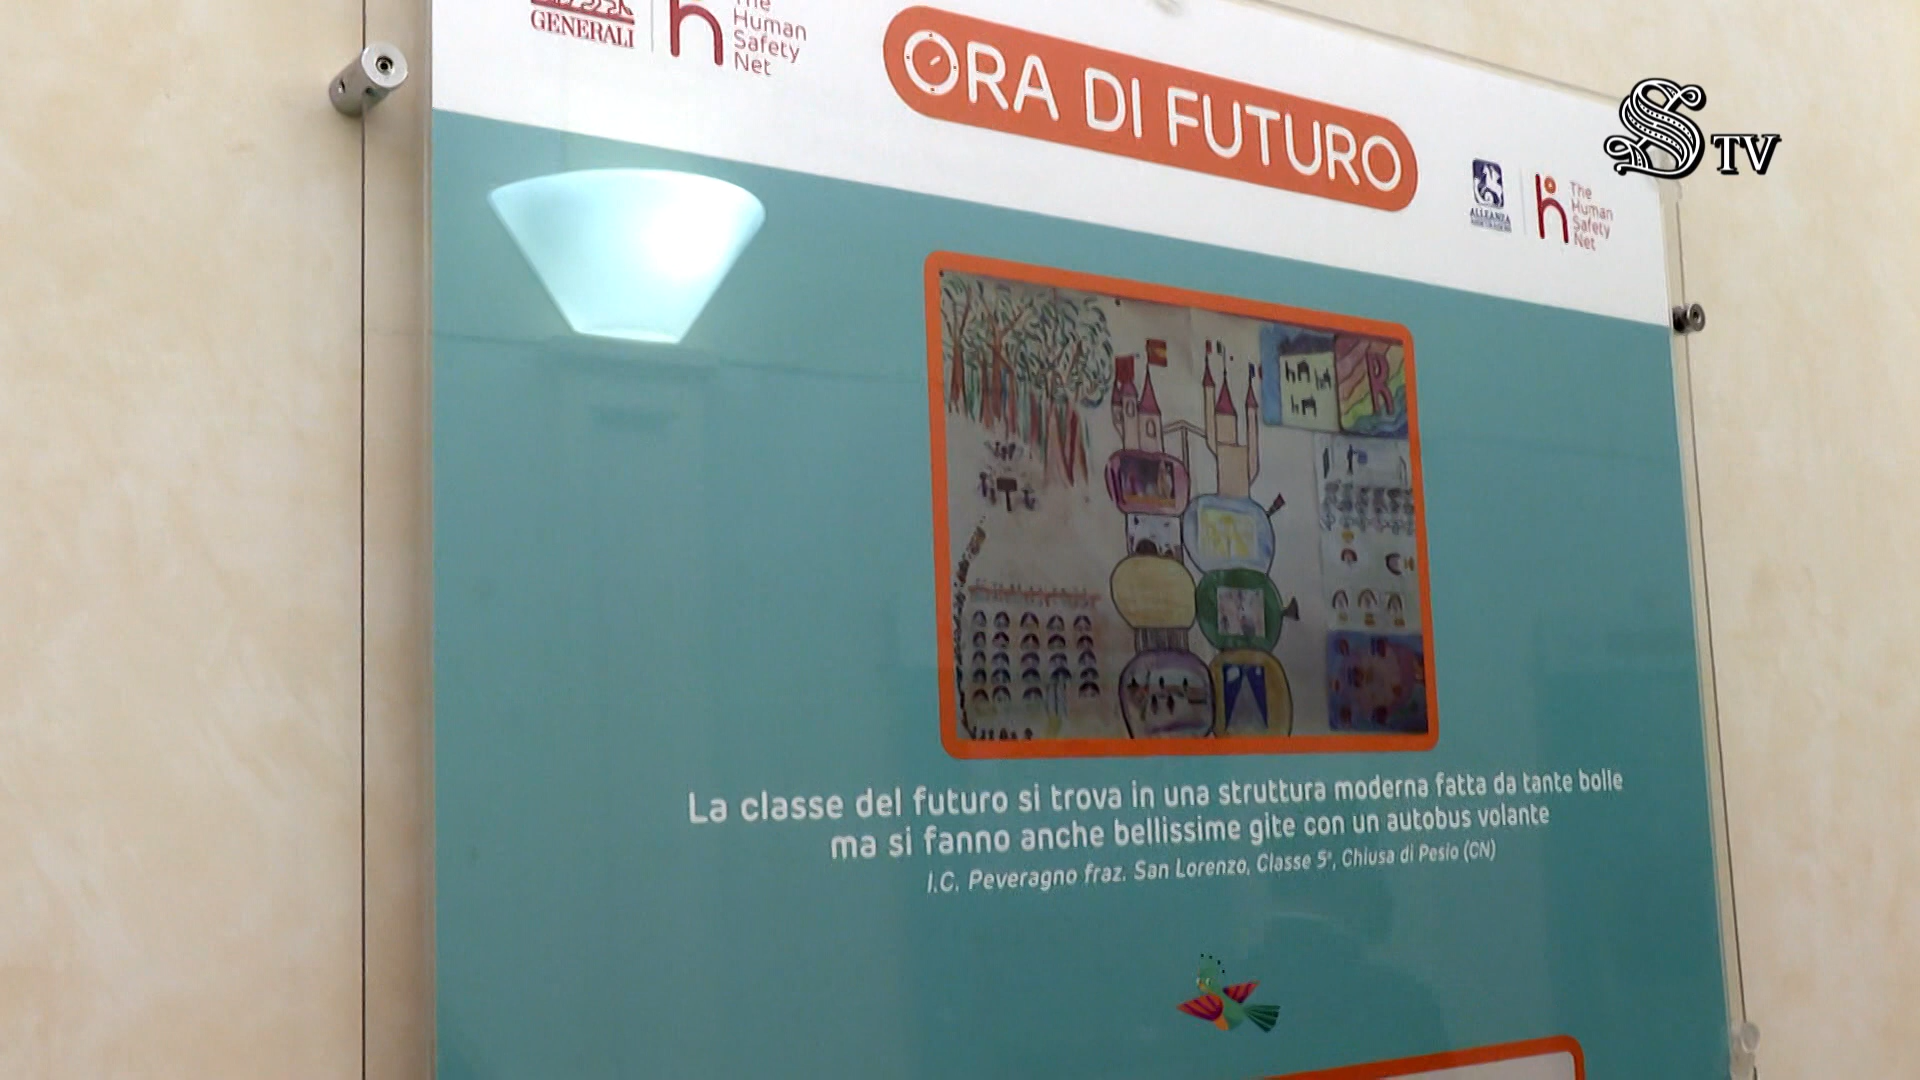 GENERALI
The
Human
Safety
Net
ORA DI FUTURO
S TV
ALLEANZA
The
Human
Safety
Net
R
La classe del futuro si trova in una struttura moderna fatta da tante bolle
ma si fanno anche bellissime gite con un autobus volante
I.C. Peveragno fraz. San Lorenzo, Classe 5ª, Chiusa di Pesio (CN)